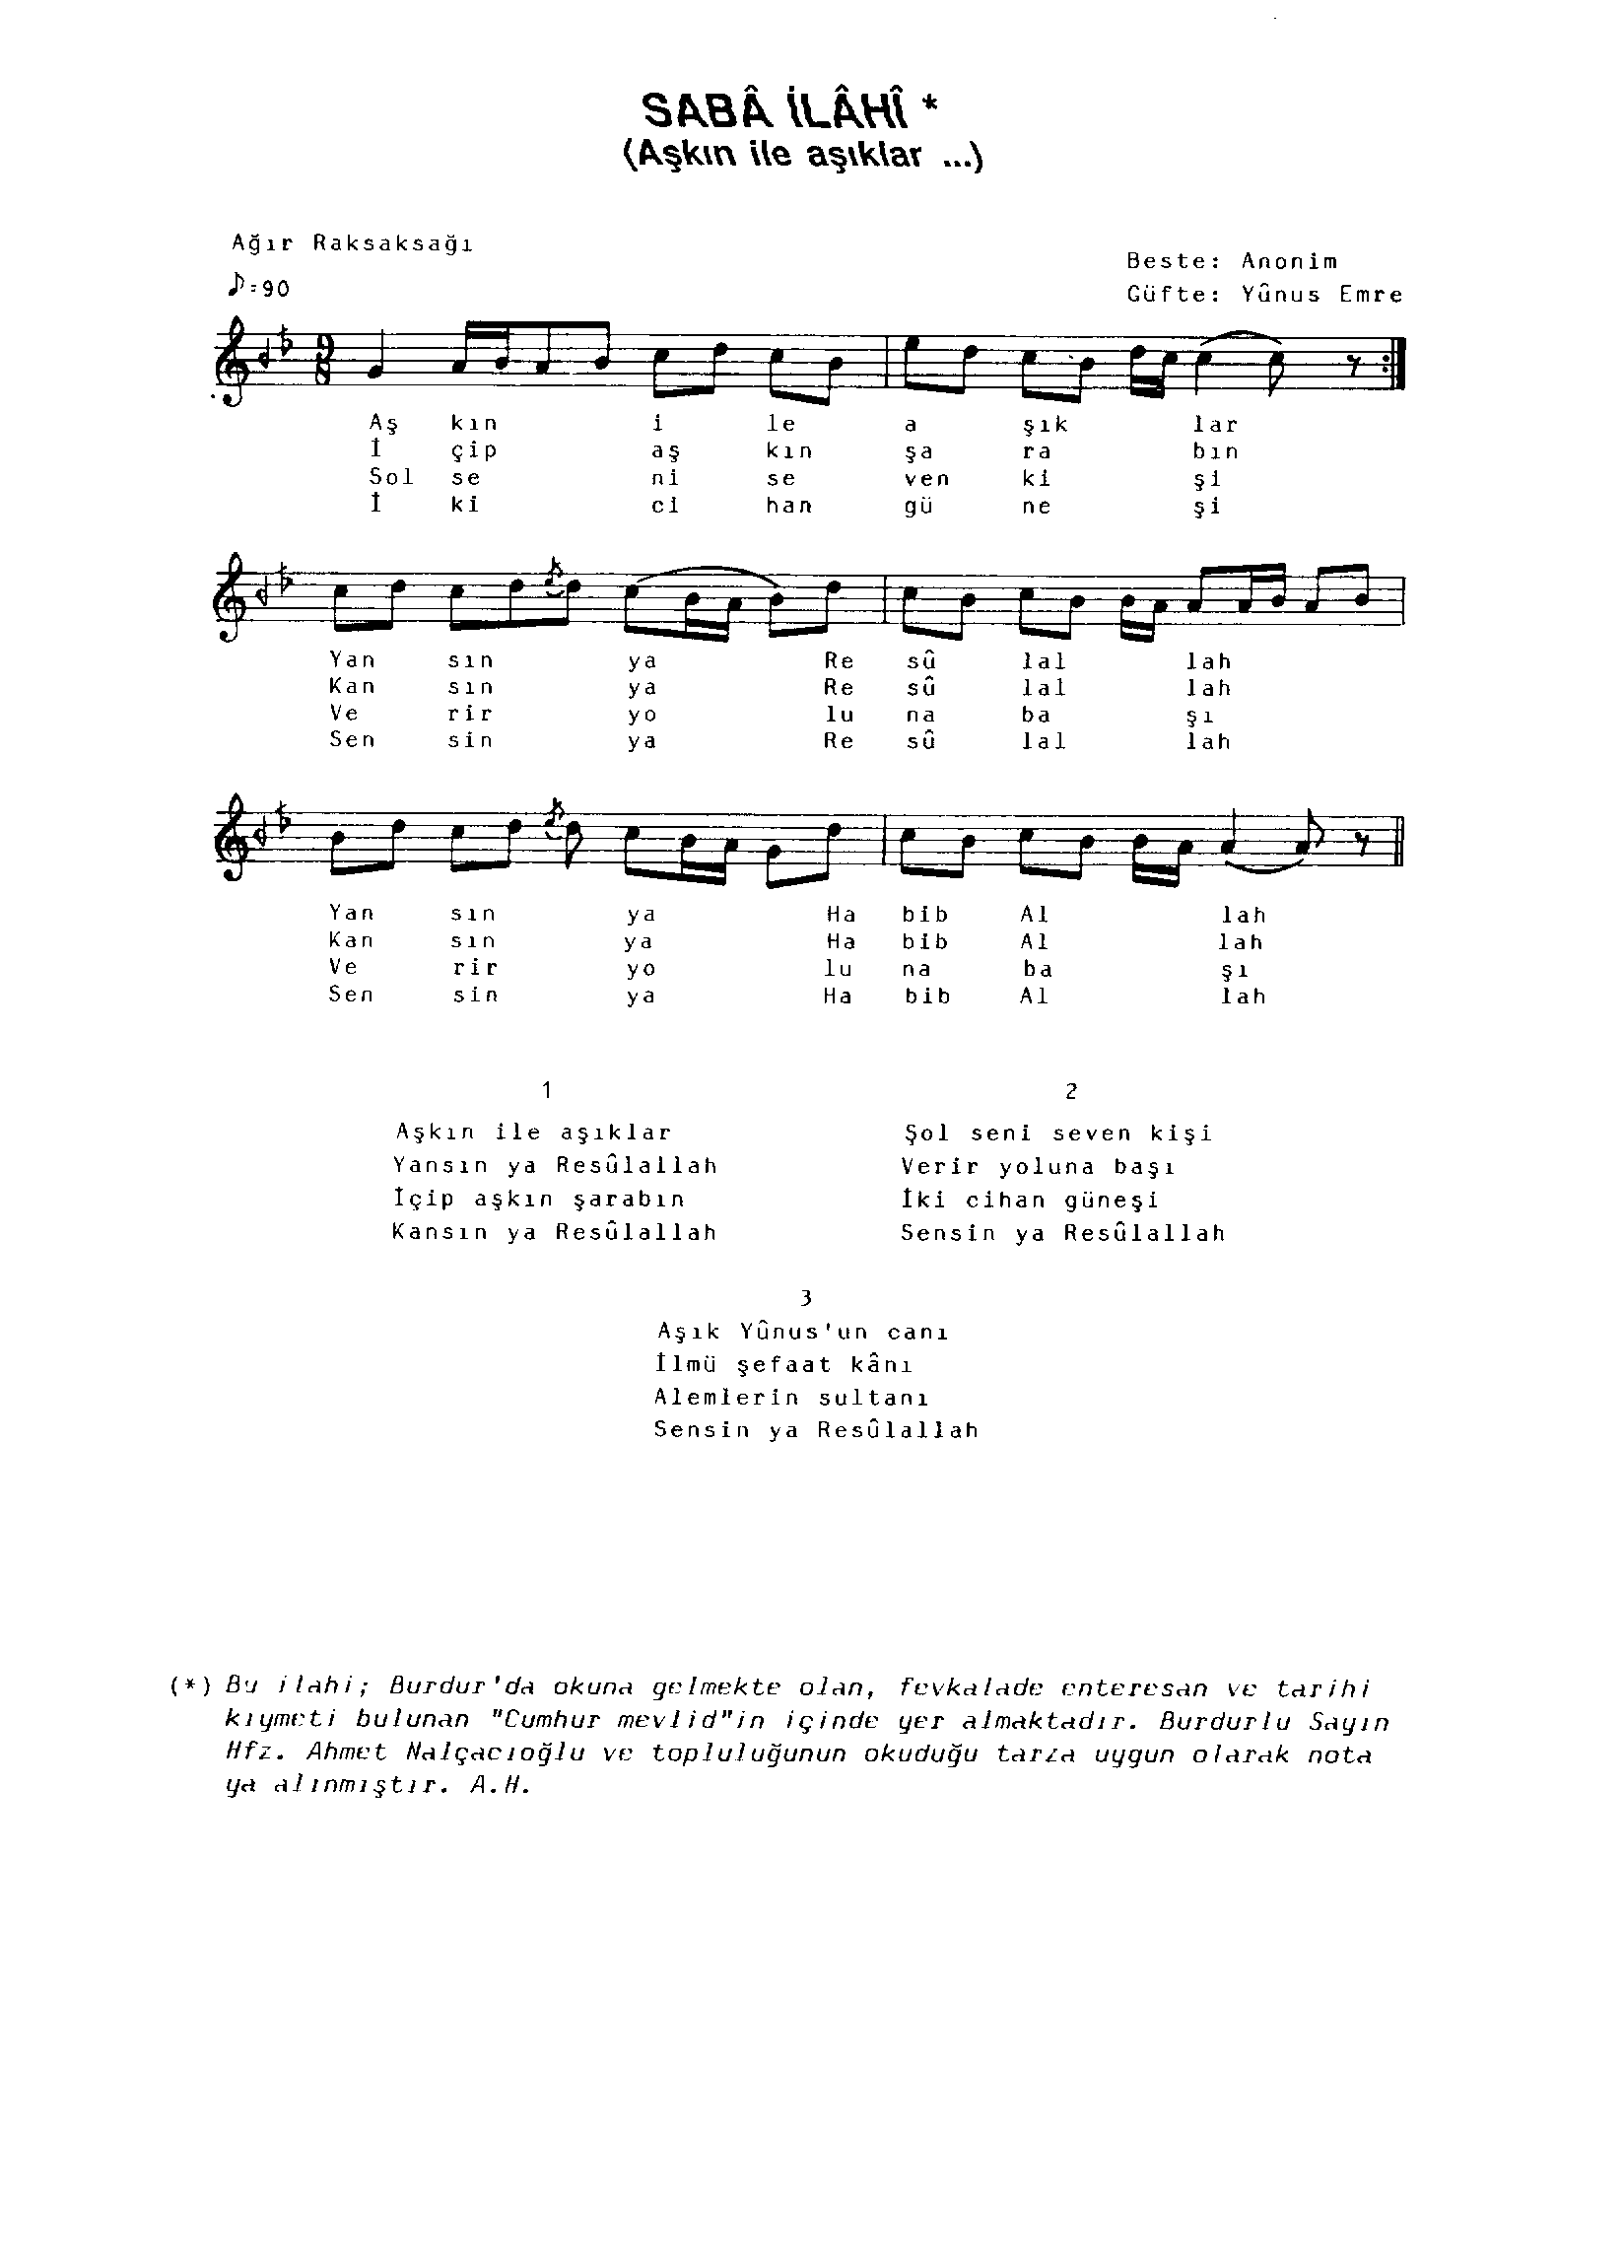 SABÂ İLÂHÎ *
(Aşkın ile aşıklar ...)
Ağır Raksaksağı
♪=90
Beste: Anonim
Güfte: Yûnus Emre
9
8
Aş kın i le a şık lar
İ çip aş kın şa ra bın
Sol se ni se ven ki şi
İ ki ci han gü ne şi
Yan sın ya Re sû lal lah
Kan sın ya Re sû lal lah
Ve rir yo lu na ba şı
Sen sin ya Re sû lal lah
Yan sın ya Ha bib Al lah
Kan sın ya Ha bib Al lah
Ve rir yo lu na ba şı
Sen sin ya Ha bib Al lah
1
Aşkın ile aşıklar
Yansın ya Resûlallah
İçip aşkın şarabın
Kansın ya Resûlallah
2
Şol seni seven kişi
Verir yoluna başı
İki cihan güneşi
Sensin ya Resûlallah
3
Aşık Yûnus'un canı
İlmü şefaat kânı
Alemlerin sultanı
Sensin ya Resûlallah
(*) Bu ilahi; Burdur'da okuna gelmekte olan, fevkalade enteresan ve tarihi
kıymeti bulunan "Cumhur mevlid"in içinde yer almaktadır. Burdurlu Sayın
Hfz. Ahmet Nalçacıoğlu ve topluluğunun okuduğu tarza uygun olarak nota
ya alınmıştır. A.H.